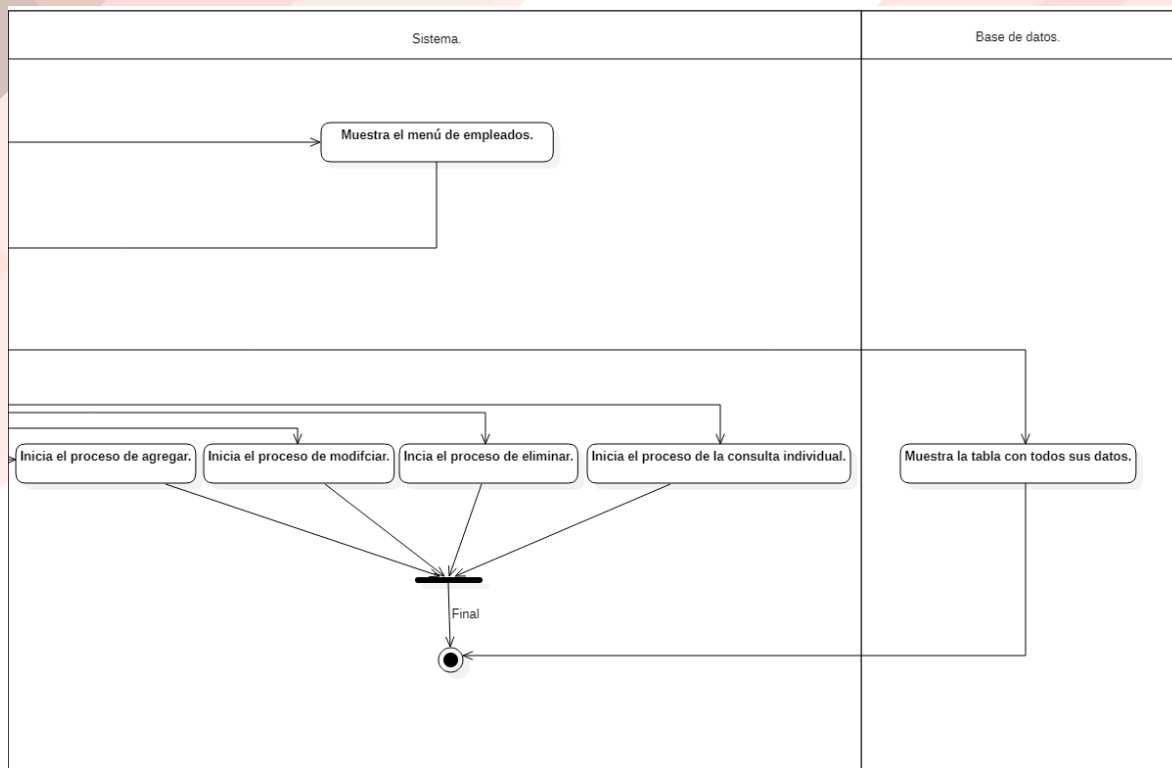 Sistema.
Base de datos.
Muestra el menú de empleados.
Inicia el proceso de agregar.
Inicia el proceso de modifciar.
Incia el proceso de eliminar.
Inicia el proceso de la consulta individual.
Muestra la tabla con todos sus datos.
Final